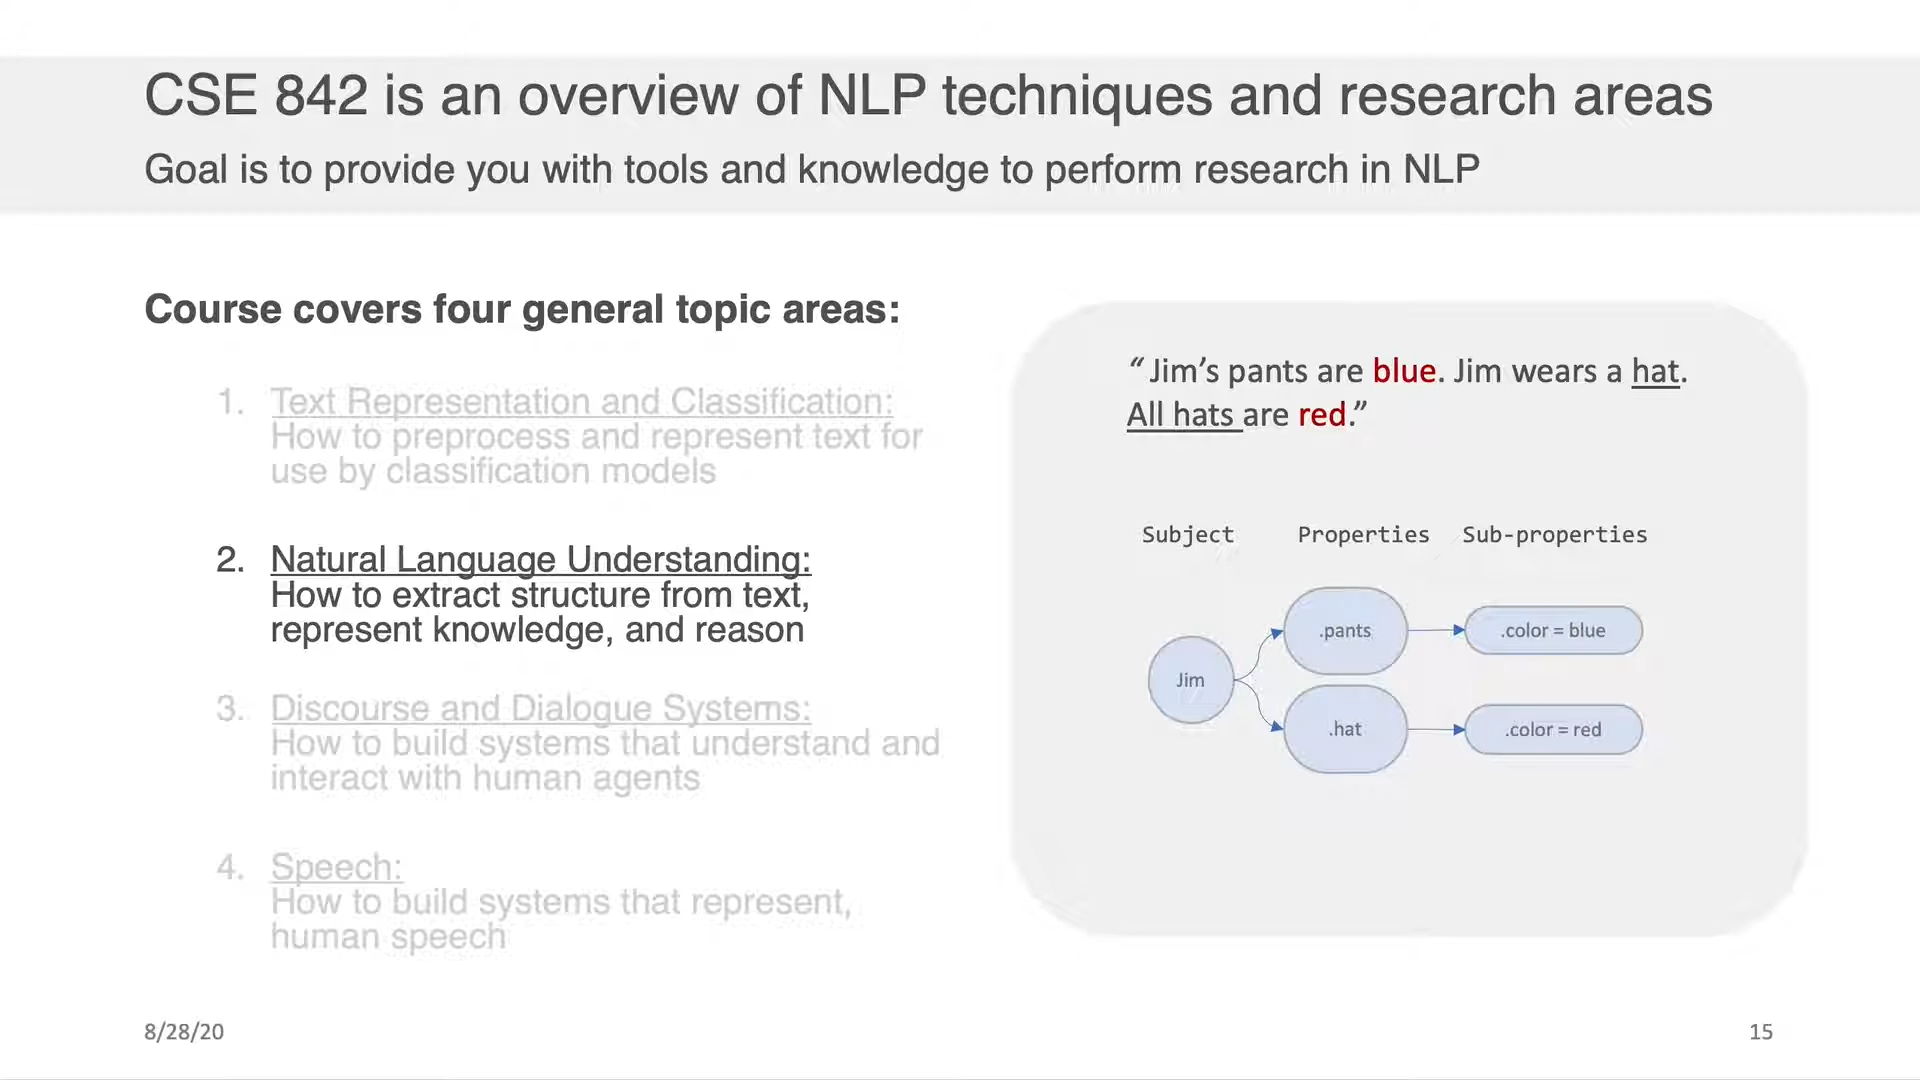 CSE 842 is an overview of NLP techniques and research areas
Goal is to provide you with tools and knowledge to perform research in NLP
Course covers four general topic areas:
1. Text Representation and Classification:
How to preprocess and represent text for
use by classification models
2. Natural Language Understanding:
How to extract structure from text,
represent knowledge, and reason
3. Discourse and Dialogue Systems:
How to build systems that understand and
interact with human agents
4. Speech:
How to build systems that represent,
human speech
“ Jim’s pants are blue. Jim wears a hat.
All hats are red.”
Subject Properties Sub-properties
.pants .color = blue
Jim
.hat .color = red
8/28/20 15